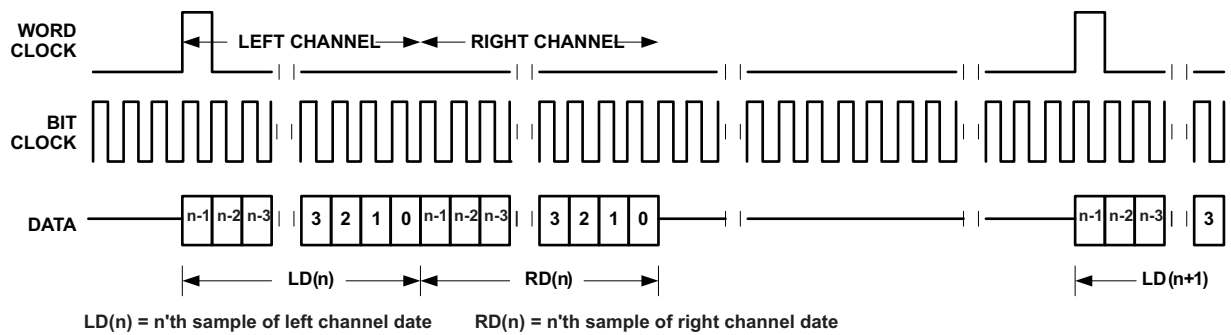 WORD
CLOCK
LEFT CHANNEL
RIGHT CHANNEL
BIT
CLOCK
DATA
n-1 n-2 n-3 3 2 1 0 n-1 n-2 n-3 3 2 1 0 n-1 n-2 n-3 3
LD(n)
RD(n)
LD(n+1)
LD(n) = n'th sample of left channel date
RD(n) = n'th sample of right channel date